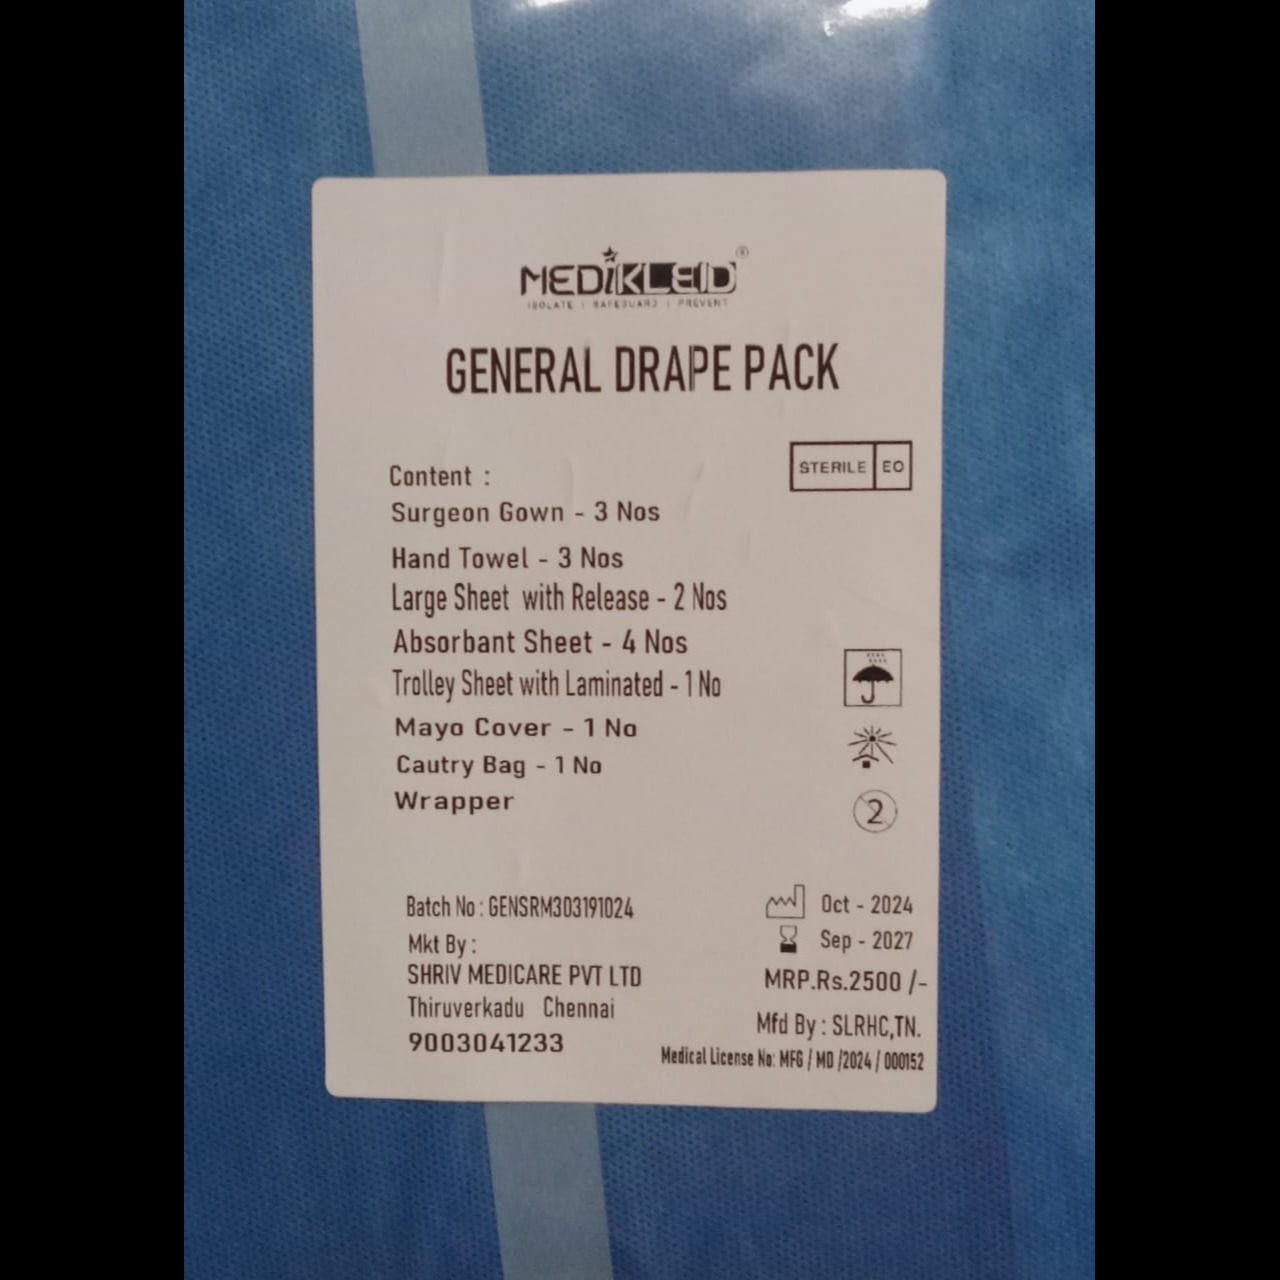 MEDiKLEID®
ISOLATE | SAFEGUARD | PREVENT
GENERAL DRAPE PACK
STERILE EO
Content :
Surgeon Gown - 3 Nos
Hand Towel - 3 Nos
Large Sheet with Release - 2 Nos
Absorbant Sheet - 4 Nos
Trolley Sheet with Laminated - 1 No
Mayo Cover - 1 No
Cautry Bag - 1 No
Wrapper
2
Batch No : GENSRM303191024
Mkt By :
SHRIV MEDICARE PVT LTD
Thiruverkadu Chennai
9003041233
Oct - 2024
Sep - 2027
MRP.Rs.2500 /-
Mfd By : SLRHC,TN.
Medical License No: MFG / MD /2024 / 000152